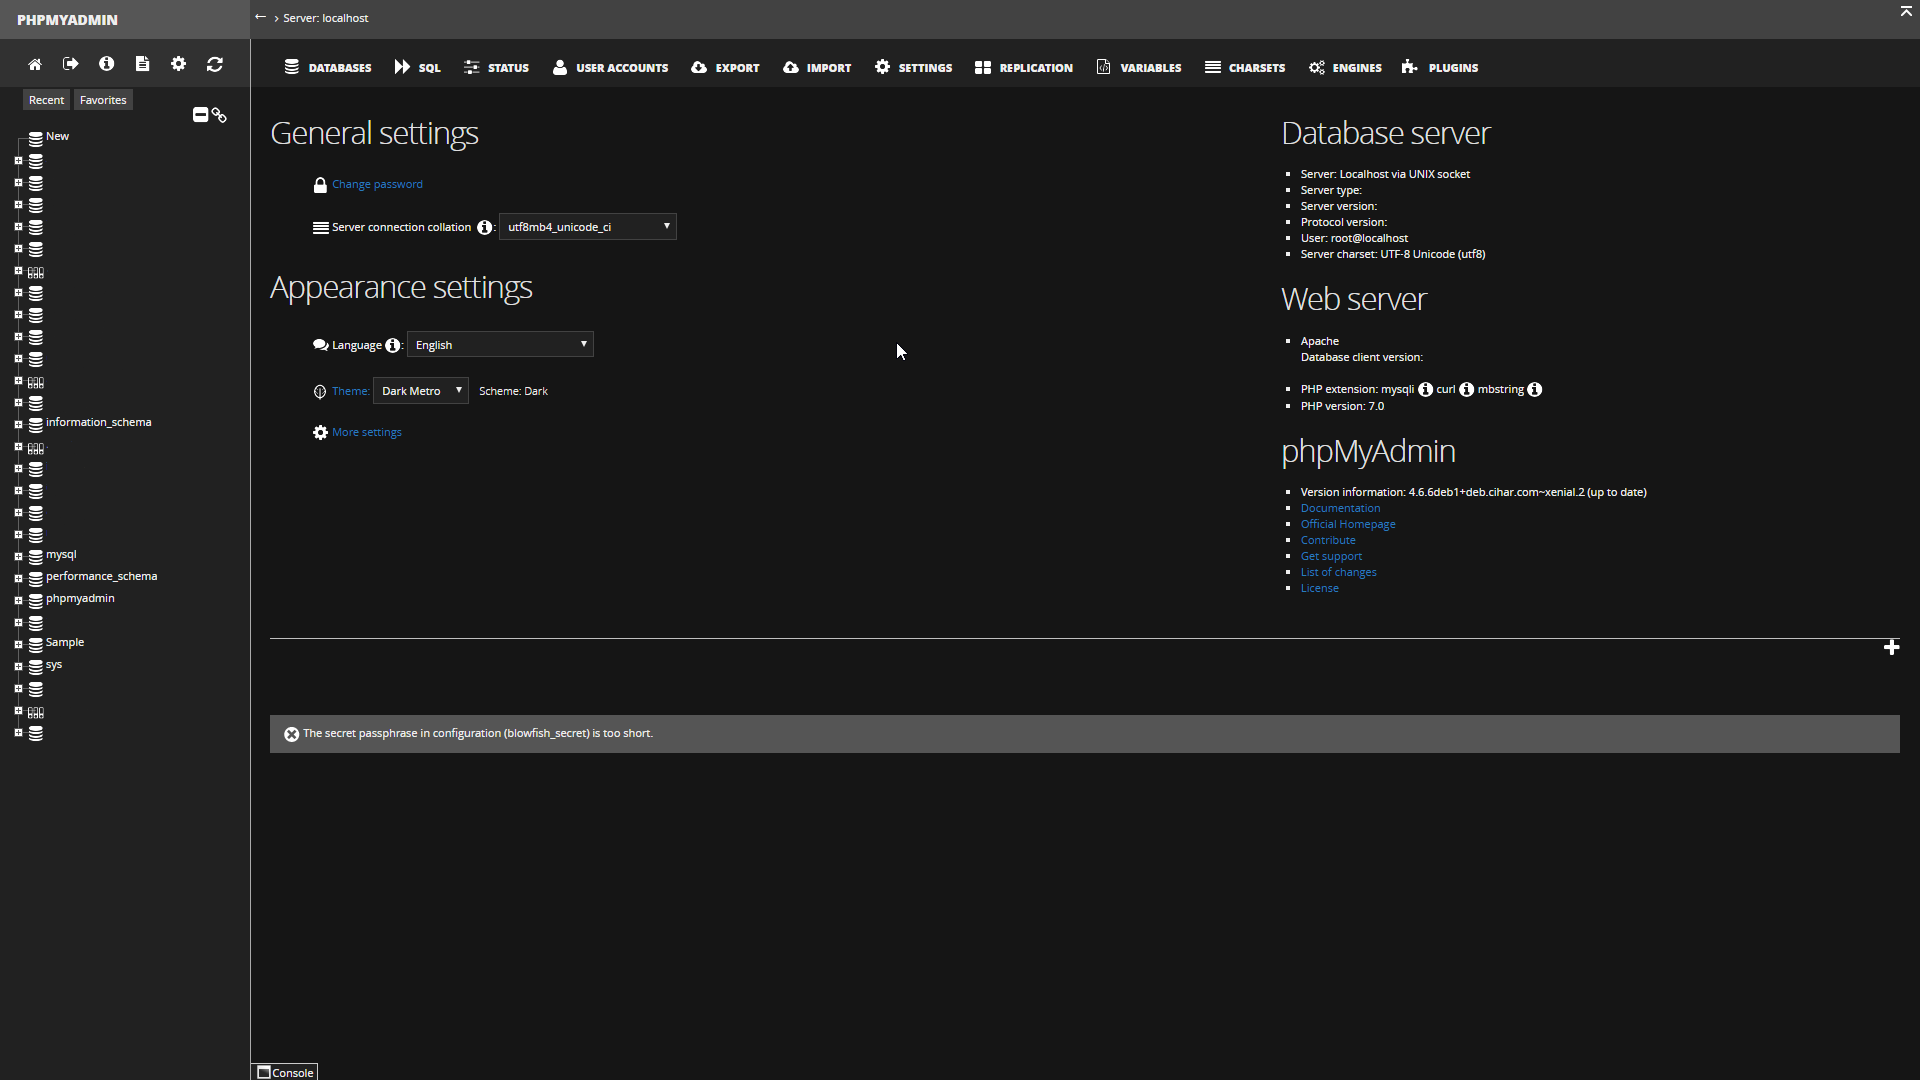 PHPMYADMIN
← › Server: localhost
DATABASES SQL STATUS USER ACCOUNTS EXPORT IMPORT SETTINGS REPLICATION VARIABLES CHARSETS ENGINES PLUGINS
Recent Favorites
New
information_schema
mysql
performance_schema
phpmyadmin
Sample
sys
General settings
Change password
Server connection collation : utf8mb4_unicode_ci
Appearance settings
Language : English
Theme: Dark Metro Scheme: Dark
More settings
Database server
Server: Localhost via UNIX socket
Server type:
Server version:
Protocol version:
User: root@localhost
Server charset: UTF-8 Unicode (utf8)
Web server
Apache
Database client version:
PHP extension: mysqli curl mbstring
PHP version: 7.0
phpMyAdmin
Version information: 4.6.6deb1+deb.cihar.com~xenial.2 (up to date)
Documentation
Official Homepage
Contribute
Get support
List of changes
License
The secret passphrase in configuration (blowfish_secret) is too short.
Console